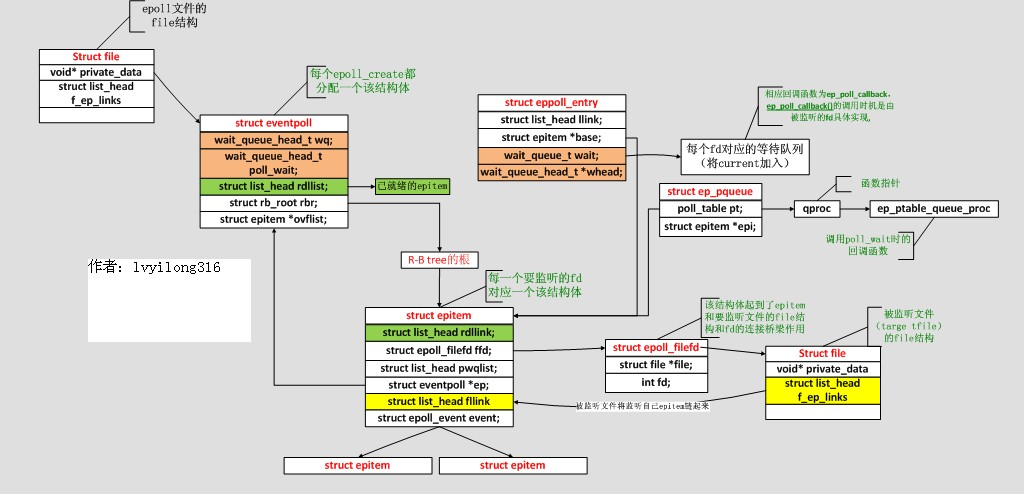 epoll文件的
file结构
Struct file
void* private_data
struct list_head
f_ep_links
每个epoll_create都
分配一个该结构体
struct eventpoll
wait_queue_head_t wq;
wait_queue_head_t
poll_wait;
struct list_head rdllist;
struct rb_root rbr;
struct epitem *ovflist;
已就绪的epitem
struct eppoll_entry
struct list_head llink;
struct epitem *base;
wait_queue_t wait;
wait_queue_head_t *whead;
相应回调函数为ep_poll_callback,
ep_poll_callback()的调用时机是由
被监听的fd具体实现,
每个fd对应的等待队列
（将current加入）
struct ep_pqueue
poll_table pt;
struct epitem *epi;
函数指针
qproc
ep_ptable_queue_proc
调用poll_wait时的
回调函数
R-B tree的根
作者：lvyilong316
每一个要监听的fd
对应一个该结构体
struct epitem
struct list_head rdllink;
struct epoll_filefd ffd;
struct list_head pwqlist;
struct eventpoll *ep;
struct list_head fllink
struct epoll_event event;
该结构体起到了epitem
和要监听文件的file结
构和fd的连接桥梁作用
struct epoll_filefd
struct file *file;
int fd;
被监听文件
（targe tfile）
的file结构
Struct file
void* private_data
struct list_head
f_ep_links
被监听文件将监听自己epitem链起来
struct epitem
struct epitem